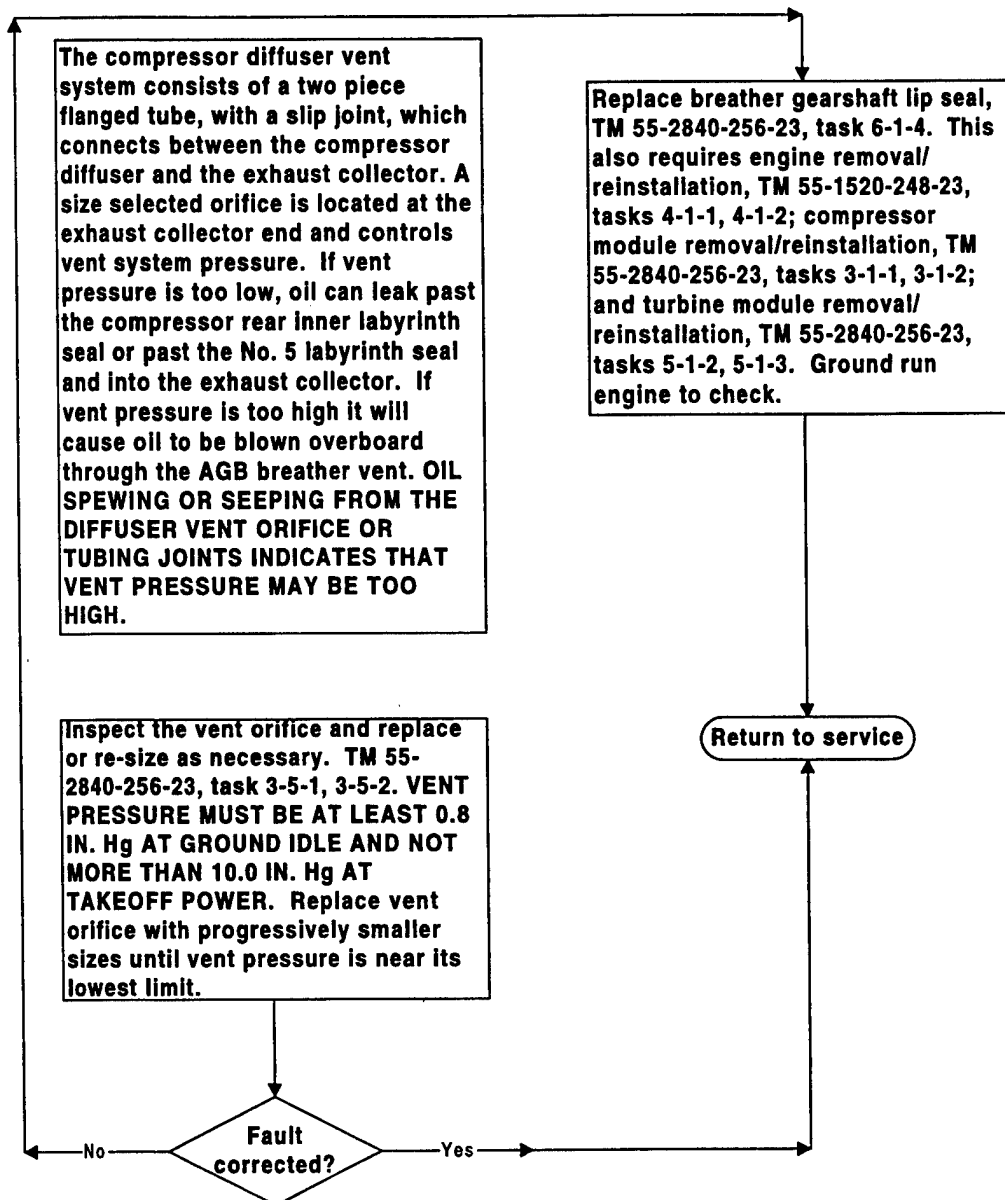 The compressor diffuser vent
system consists of a two piece
flanged tube, with a slip joint, which
connects between the compressor
diffuser and the exhaust collector. A
size selected orifice is located at the
exhaust collector end and controls
vent system pressure. If vent
pressure is too low, oil can leak past
the compressor rear inner labyrinth
seal or past the No. 5 labyrinth seal
and into the exhaust collector. If
vent pressure is too high it will
cause oil to be blown overboard
through the AGB breather vent. OIL
SPEWING OR SEEPING FROM THE
DIFFUSER VENT ORIFICE OR
TUBING JOINTS INDICATES THAT
VENT PRESSURE MAY BE TOO
HIGH.
Inspect the vent orifice and replace
or re-size as necessary. TM 55-
2840-256-23, task 3-5-1, 3-5-2. VENT
PRESSURE MUST BE AT LEAST 0.8
IN. Hg AT GROUND IDLE AND NOT
MORE THAN 10.0 IN. Hg AT
TAKEOFF POWER. Replace vent
orifice with progressively smaller
sizes until vent pressure is near its
lowest limit.
Fault
corrected?
No
Yes
Replace breather gearshaft lip seal,
TM 55-2840-256-23, task 6-1-4. This
also requires engine removal/
reinstallation, TM 55-1520-248-23,
tasks 4-1-1, 4-1-2; compressor
module removal/reinstallation, TM
55-2840-256-23, tasks 3-1-1, 3-1-2;
and turbine module removal/
reinstallation, TM 55-2840-256-23,
tasks 5-1-2, 5-1-3. Ground run
engine to check.
Return to service